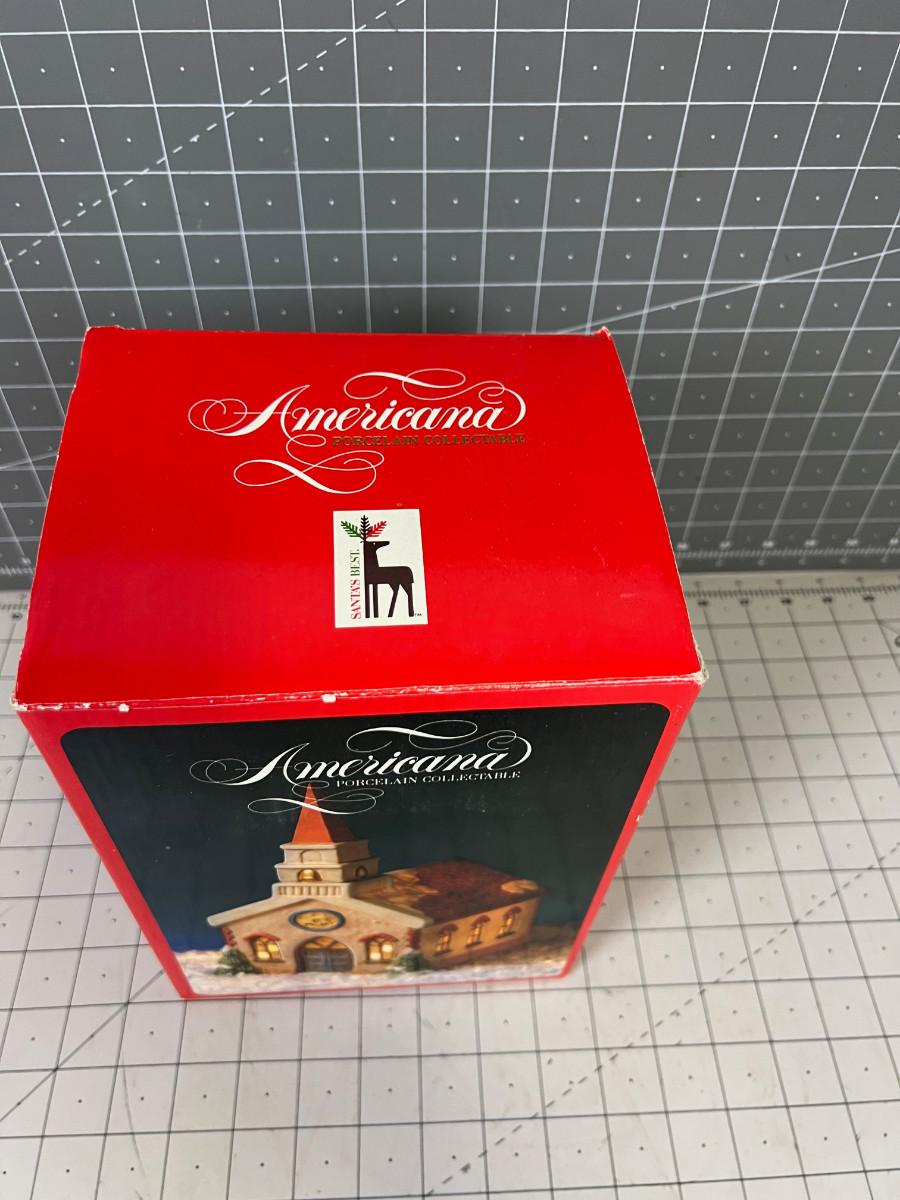 Americana
PORCELAIN COLLECTABLE
SANTA'S BEST.
™
Americana
PORCELAIN COLLECTABLE